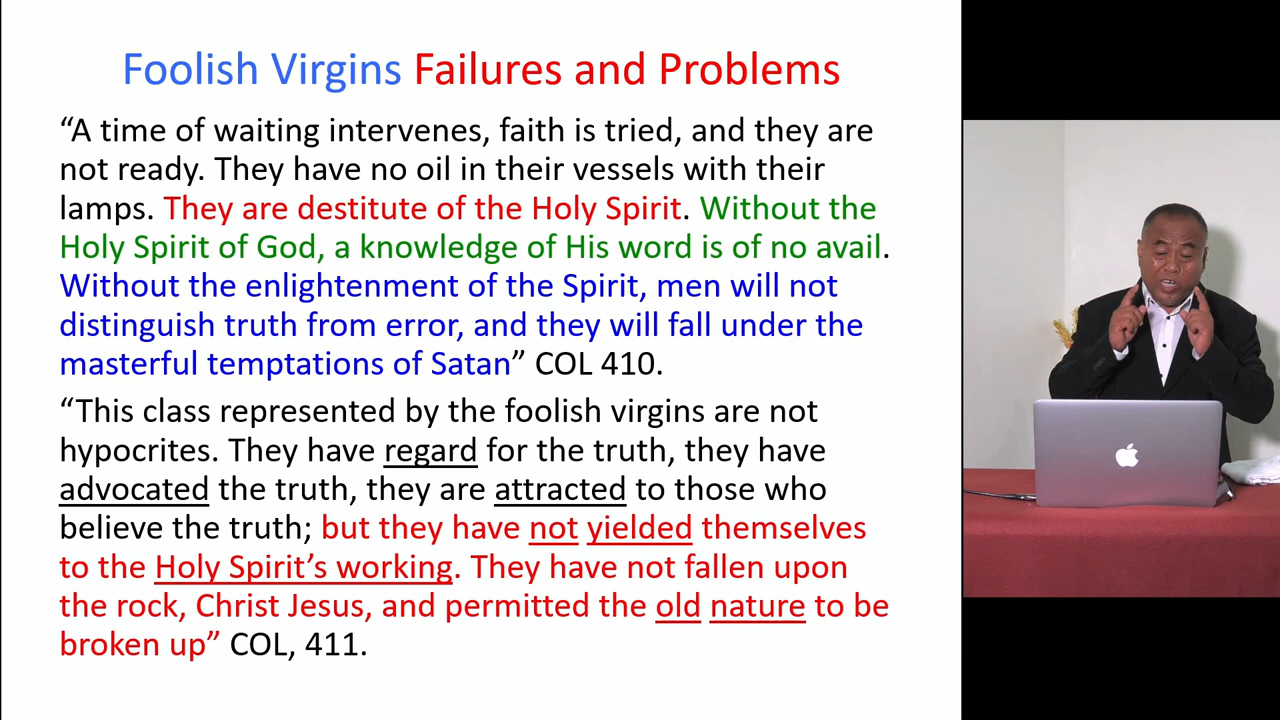 Foolish Virgins Failures and Problems
“A time of waiting intervenes, faith is tried, and they are
not ready. They have no oil in their vessels with their
lamps. They are destitute of the Holy Spirit. Without the
Holy Spirit of God, a knowledge of His word is of no avail.
Without the enlightenment of the Spirit, men will not
distinguish truth from error, and they will fall under the
masterful temptations of Satan” COL 410.
“This class represented by the foolish virgins are not
hypocrites. They have regard for the truth, they have
advocated the truth, they are attracted to those who
believe the truth; but they have not yielded themselves
to the Holy Spirit’s working. They have not fallen upon
the rock, Christ Jesus, and permitted the old nature to be
broken up” COL, 411.